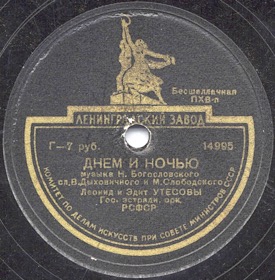 Бесшеллачная
ПХВ-л
ЛЕНИНГРАДСКИЙ ЗАВОД
Г—7 руб. 14995
ДНЕМ И НОЧЬЮ
музыка Н. Богословского
сл. В. Дыховичного и М. Слободского
Леонид и Эдит УТЕСОВЫ
Гос. эстрадн. орк.
РСФСР
КОМИТЕТ ПО ДЕЛАМ ИСКУССТВ ПРИ СОВЕТЕ МИНИСТРОВ СССР